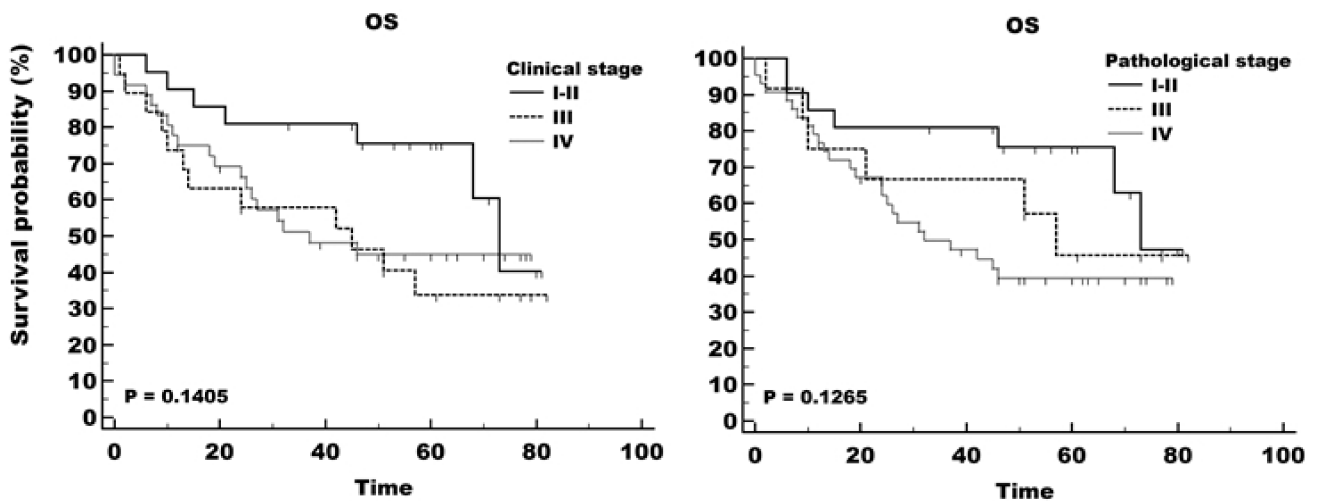 OS
Survival probability (%)
100
90
80
70
60
50
40
30
20
10
0
Clinical stage
I-II
III
IV
P = 0.1405
0 20 40 60 80 100
Time
OS
100
90
80
70
60
50
40
30
20
10
0
Pathological stage
I-II
III
IV
P = 0.1265
0 20 40 60 80 100
Time